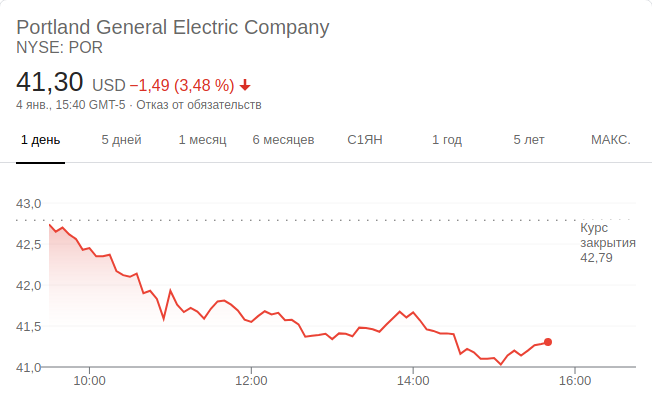 Portland General Electric Company
NYSE: POR
41,30 USD −1,49 (3,48 %)
4 янв., 15:40 GMT-5 · Отказ от обязательств
1 день 5 дней 1 месяц 6 месяцев С1ЯН 1 год 5 лет МАКС.
43,0
Курс
закрытия
42,79
42,5
42,0
41,5
41,0
10:00 12:00 14:00 16:00